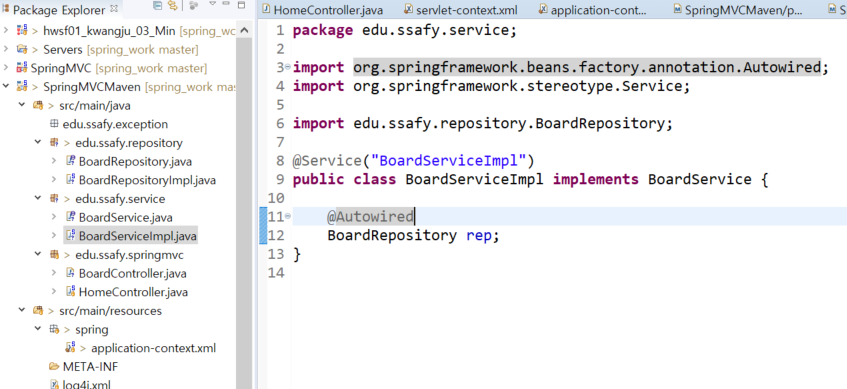 Package Explorer
HomeController.java
servlet-context.xml
application-cont...
SpringMVCMaven/p...
S
> hwsf01_kwangju_03_Min [spring_wc
> Servers [spring_work master]
SpringMVC [spring_work master]
> SpringMVCMaven [spring_work mas
> src/main/java
edu.ssafy.exception
> edu.ssafy.repository
> BoardRepository.java
> BoardRepositoryImpl.java
> edu.ssafy.service
> BoardService.java
> BoardServiceImpl.java
> edu.ssafy.springmvc
> BoardController.java
> HomeController.java
> src/main/resources
> spring
> application-context.xml
META-INF
log4j.xml
1 package edu.ssafy.service;
2
3 import org.springframework.beans.factory.annotation.Autowired;
4 import org.springframework.stereotype.Service;
5
6 import edu.ssafy.repository.BoardRepository;
7
8 @Service("BoardServiceImpl")
9 public class BoardServiceImpl implements BoardService {
10
11 @Autowired
12 BoardRepository rep;
13 }
14